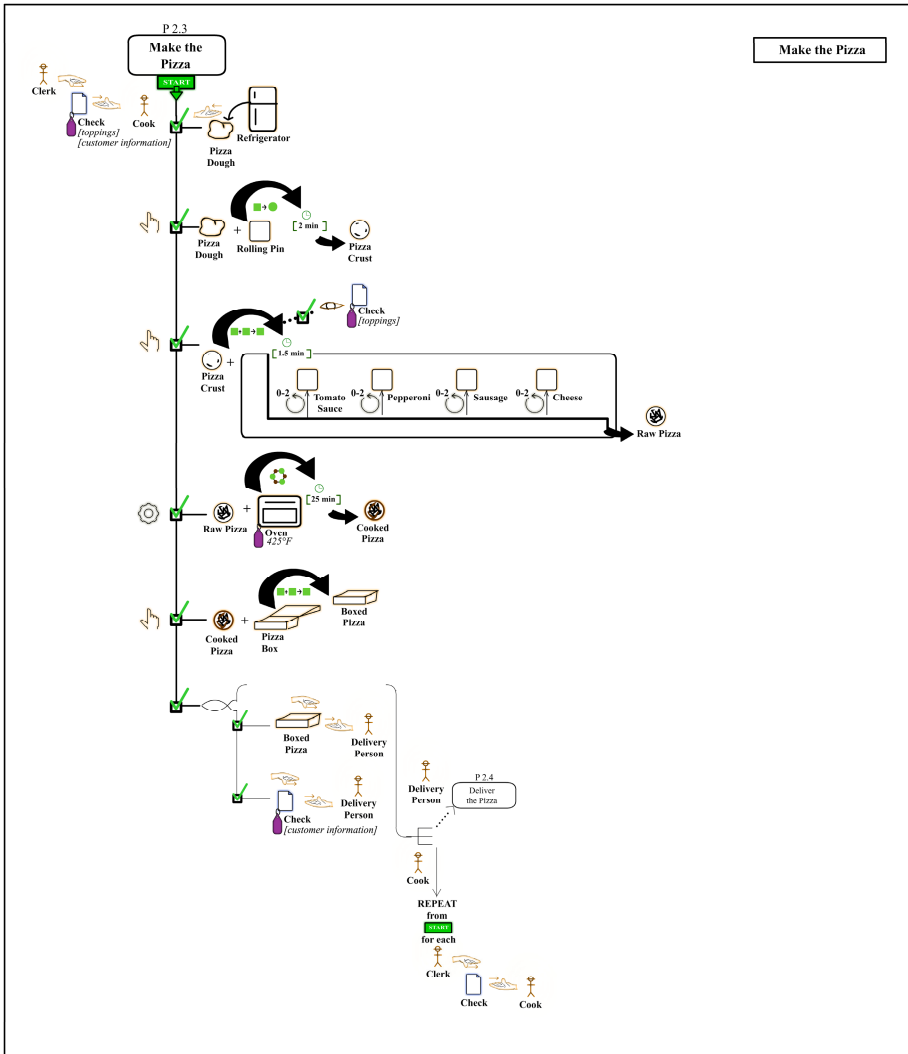 P 2.3
Make the
Pizza
START
Make the Pizza
Clerk
Check
[toppings]
[customer information]
Cook
Pizza
Dough
Refrigerator
Pizza
Dough
+
Rolling Pin
[2 min]
Pizza
Crust
Check
[toppings]
Pizza
Crust
+
[1.5 min]
0-2
Tomato
Sauce
0-2
Pepperoni
0-2
Sausage
0-2
Cheese
Raw Pizza
Raw Pizza
+
Oven
425°F
[25 min]
Cooked
Pizza
Cooked
Pizza
+
Pizza
Box
Boxed
Pizza
Boxed
Pizza
Delivery
Person
Check
[customer information]
Delivery
Person
Delivery
Person
P 2.4
Deliver
the Pizza
Cook
REPEAT
from
START
for each
Clerk
Check
Cook